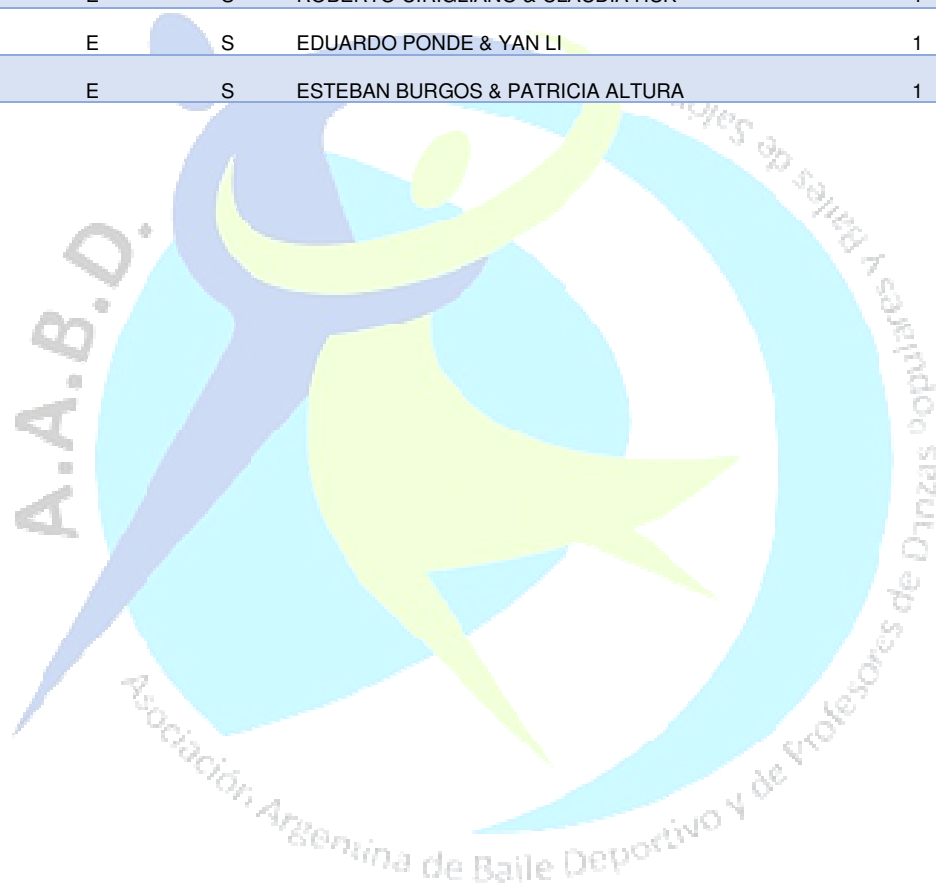 E S EDUARDO PONDE & YAN LI 1
E S ESTEBAN BURGOS & PATRICIA ALTURA 1
A.A.B.D.
Asociación Argentina de Baile Deportivo y de Profesores de Danzas Populares y Bailes de Salón